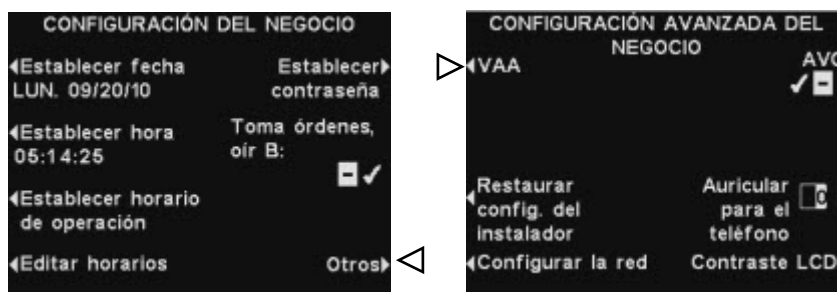 CONFIGURACIÓN DEL NEGOCIO
Establecer fecha
LUN. 09/20/10
Establecer
contraseña
Establecer hora
05:14:25
Toma órdenes,
oír B:
Establecer horario
de operación
Editar horarios
Otros
CONFIGURACIÓN AVANZADA DEL
NEGOCIO
VAA
AVC
Restaurar
config. del
instalador
Auricular
para el
teléfono
0
Configurar la red
Contraste LCD